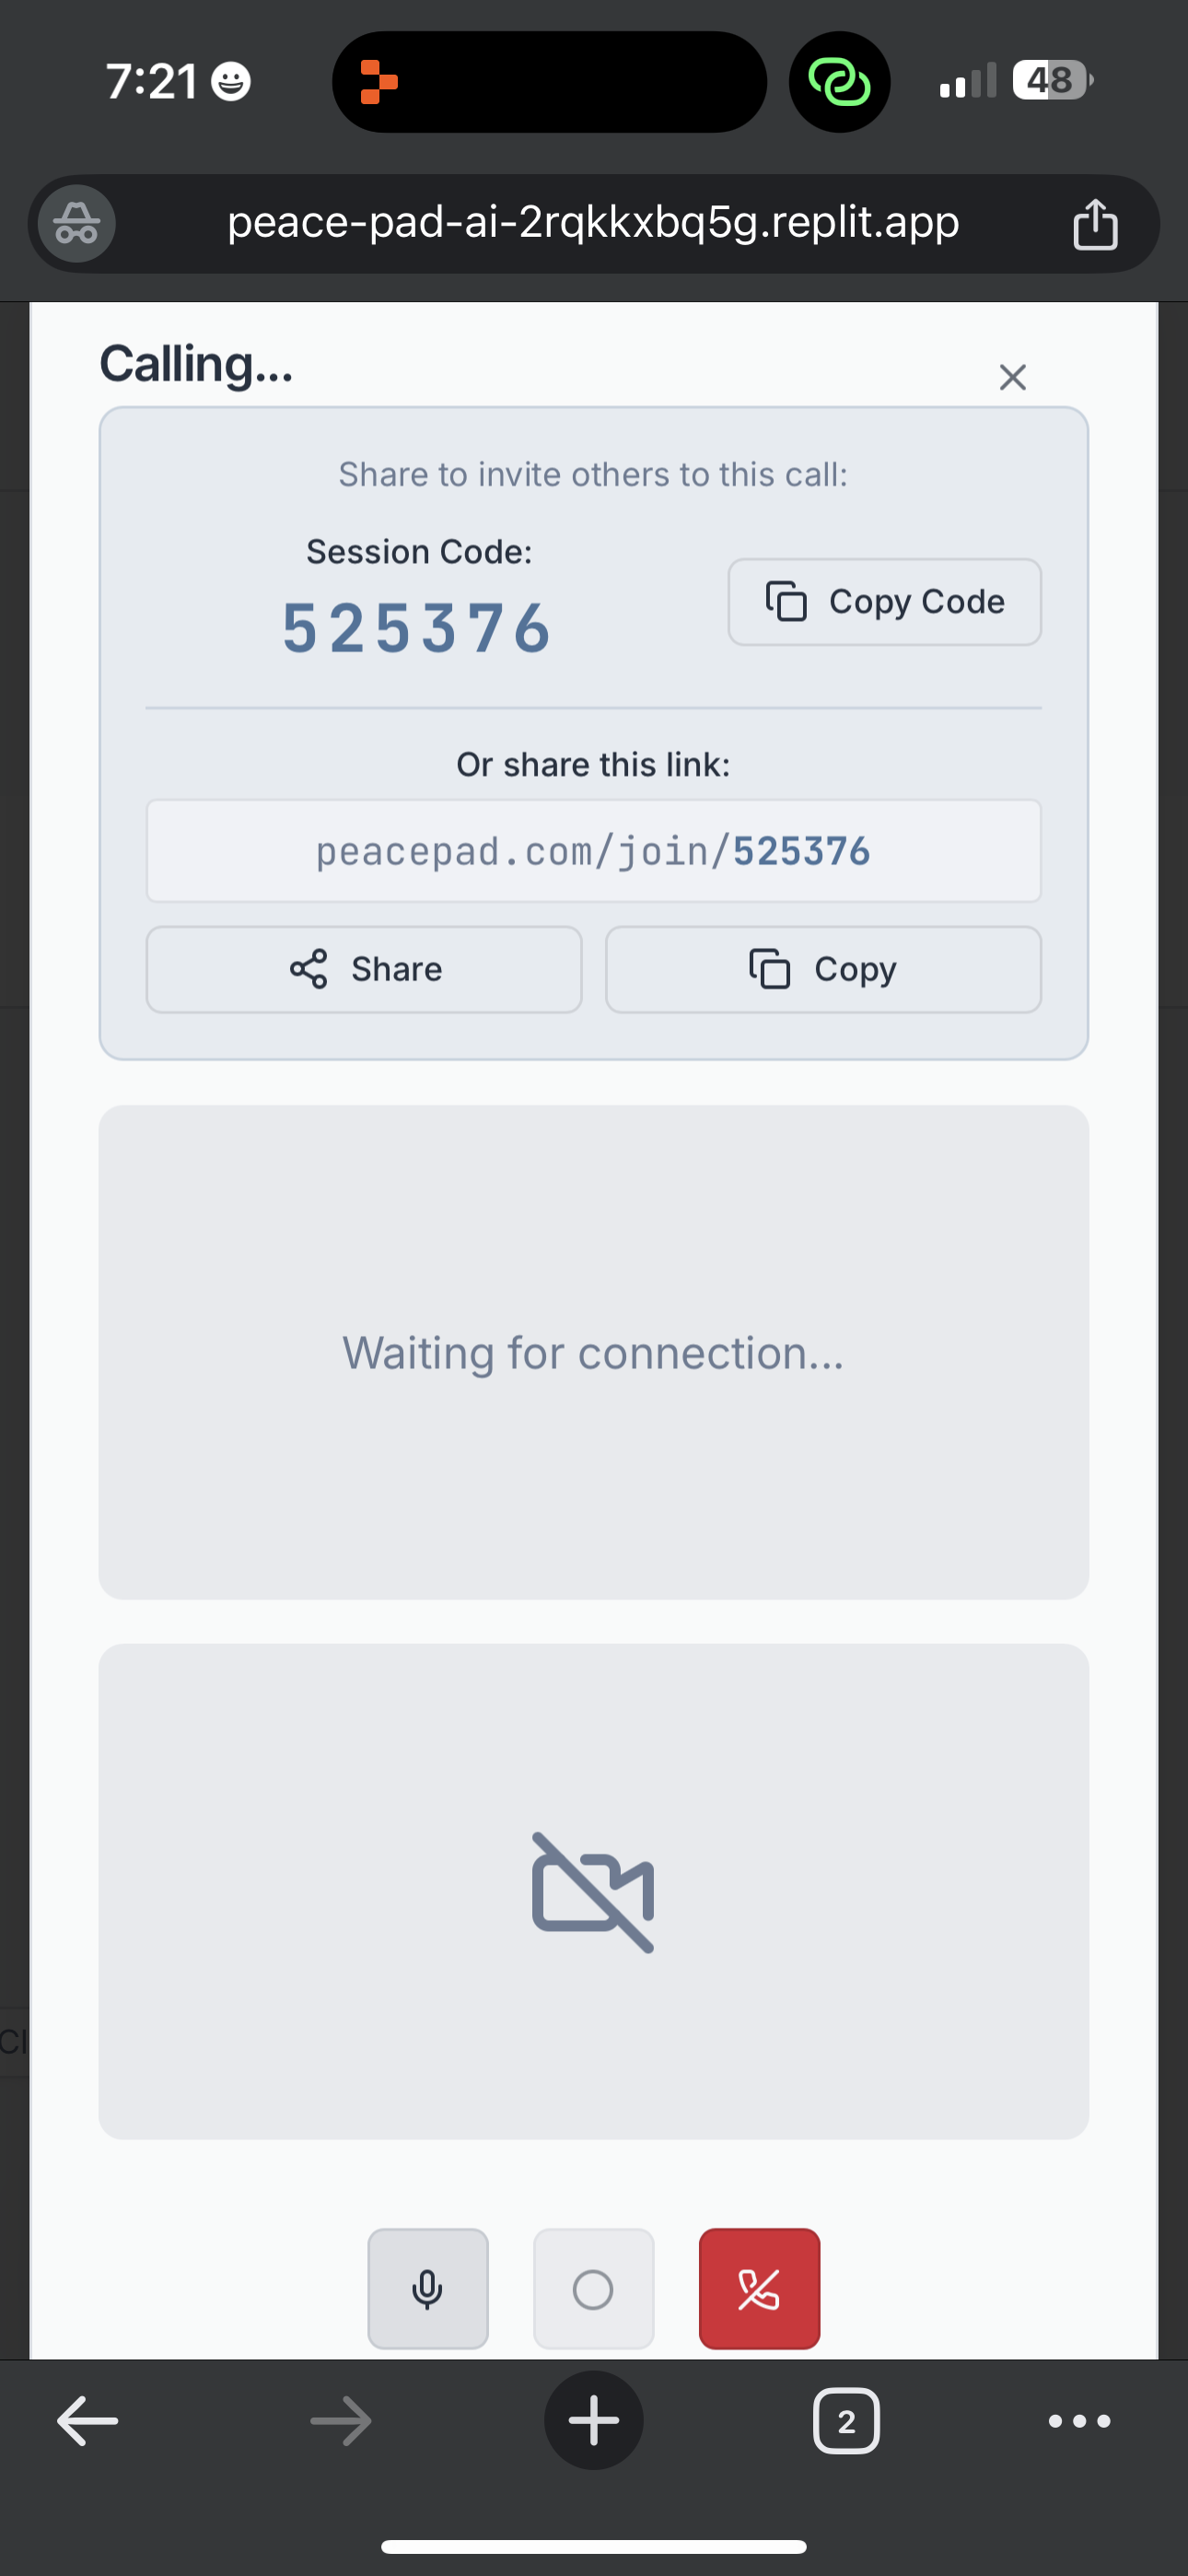 7:21
48
peace-pad-ai-2rqkkxbq5g.replit.app
Calling...
Share to invite others to this call:
Session Code:
525376
Copy Code
Or share this link:
peacepad.com/join/525376
Share
Copy
Waiting for connection...
Cl
2